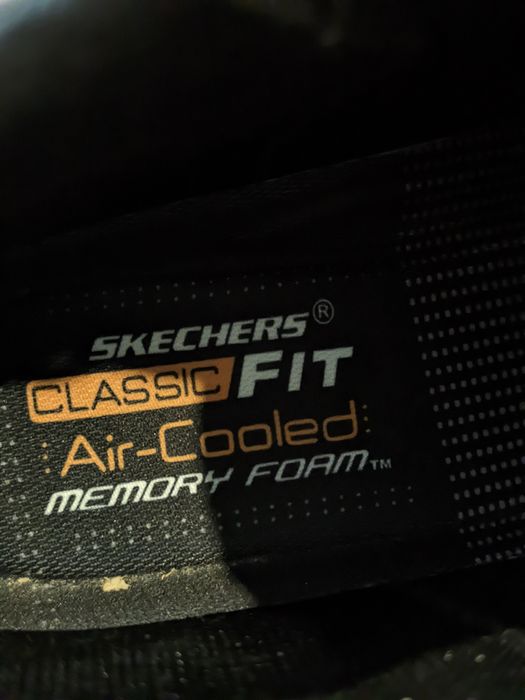 SKECHERS®
CLASSIC FIT
Air-Cooled
MEMORY FOAM™